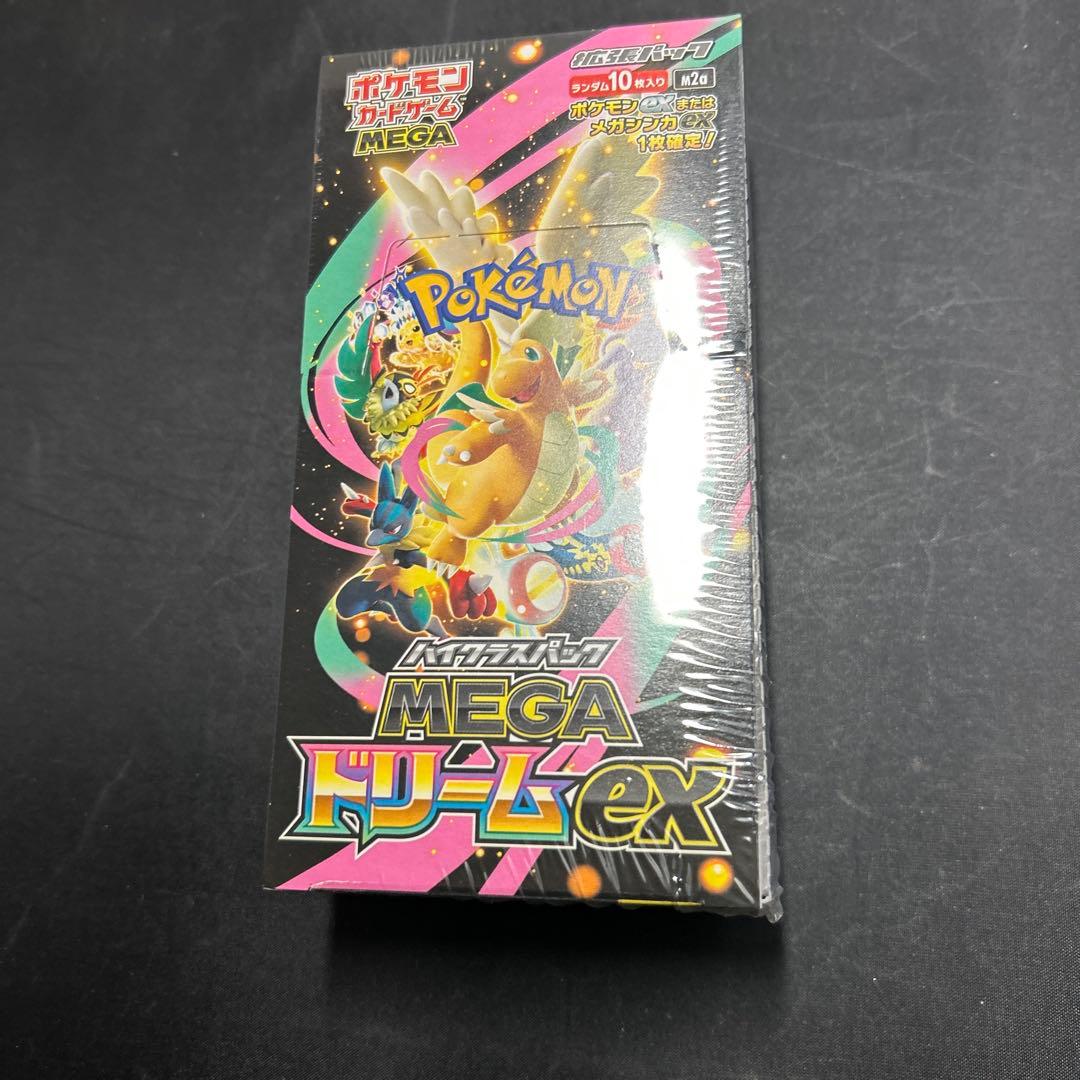 ポケモン
カードゲーム
MEGA
拡張パック
ランダム10枚入り M2a
ポケモンexまたは
メガシンカex
1枚確定!
POKéMON
ハイクラスパック
MEGA
ドリームex